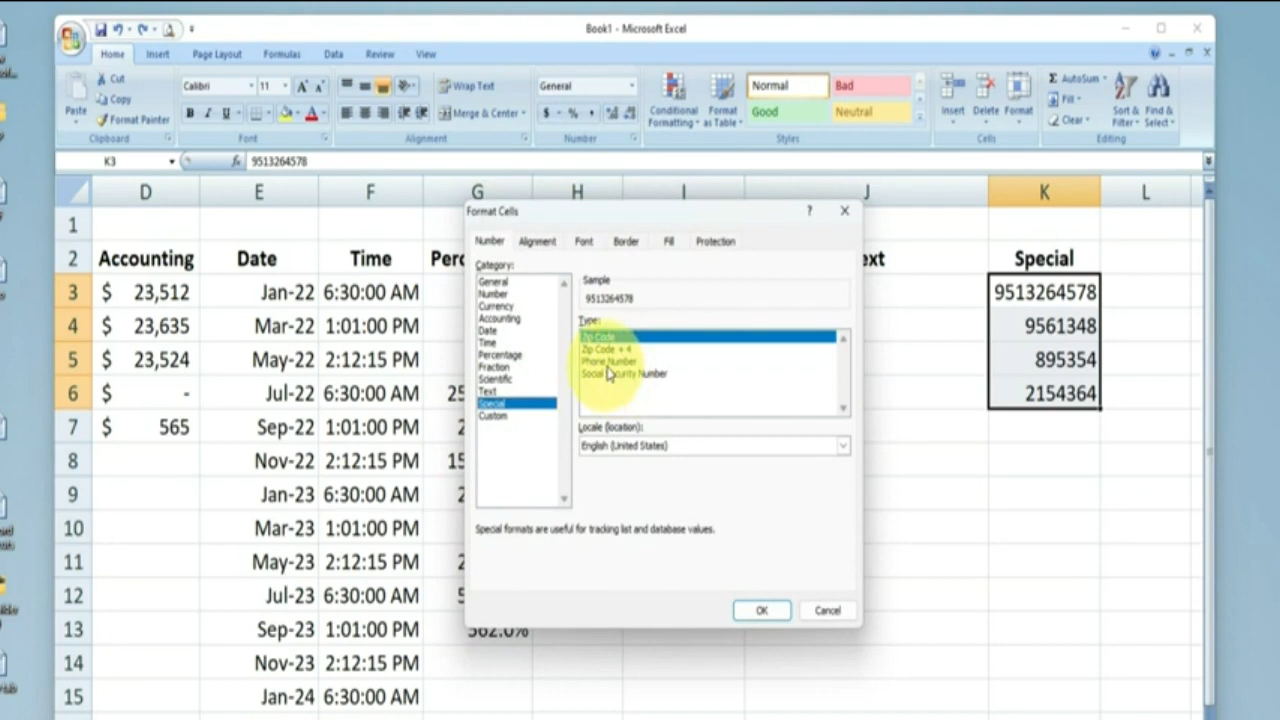 Book1 - Microsoft Excel
Home Insert Page Layout Formulas Data Review View
Cut
Copy
Format Painter
Paste
Clipboard
Calibri 11
B I U
Font
Wrap Text
Merge & Center
Alignment
General
$ %
Number
Conditional Formatting
Format as Table
Normal Bad
Good Neutral
Styles
Insert Delete Format
Cells
AutoSum
Fill
Clear
Sort & Filter
Find & Select
Editing
K3 fx 9513264578
D E F G H I J K L
1
2 Accounting Date Time Perc ext Special
3 $ 23,512 Jan-22 6:30:00 AM 9513264578
4 $ 23,635 Mar-22 1:01:00 PM 9561348
5 $ 23,524 May-22 2:12:15 PM 895354
6 $ - Jul-22 6:30:00 AM 25 2154364
7 $ 565 Sep-22 1:01:00 PM 2
8 Nov-22 2:12:15 PM 15
9 Jan-23 6:30:00 AM 2
10 Mar-23 1:01:00 PM
11 May-23 2:12:15 PM 2
12 Jul-23 6:30:00 AM 5
13 Sep-23 1:01:00 PM 562.0%
14 Nov-23 2:12:15 PM
15 Jan-24 6:30:00 AM
Format Cells ?
Number Alignment Font Border Fill Protection
Category:
General
Number
Currency
Accounting
Date
Time
Percentage
Fraction
Scientific
Text
Special
Custom
Sample
9513264578
Type:
Zip Code
Zip Code + 4
Phone Number
Social Security Number
Locale (location):
English (United States)
Special formats are useful for tracking list and database values.
OK Cancel